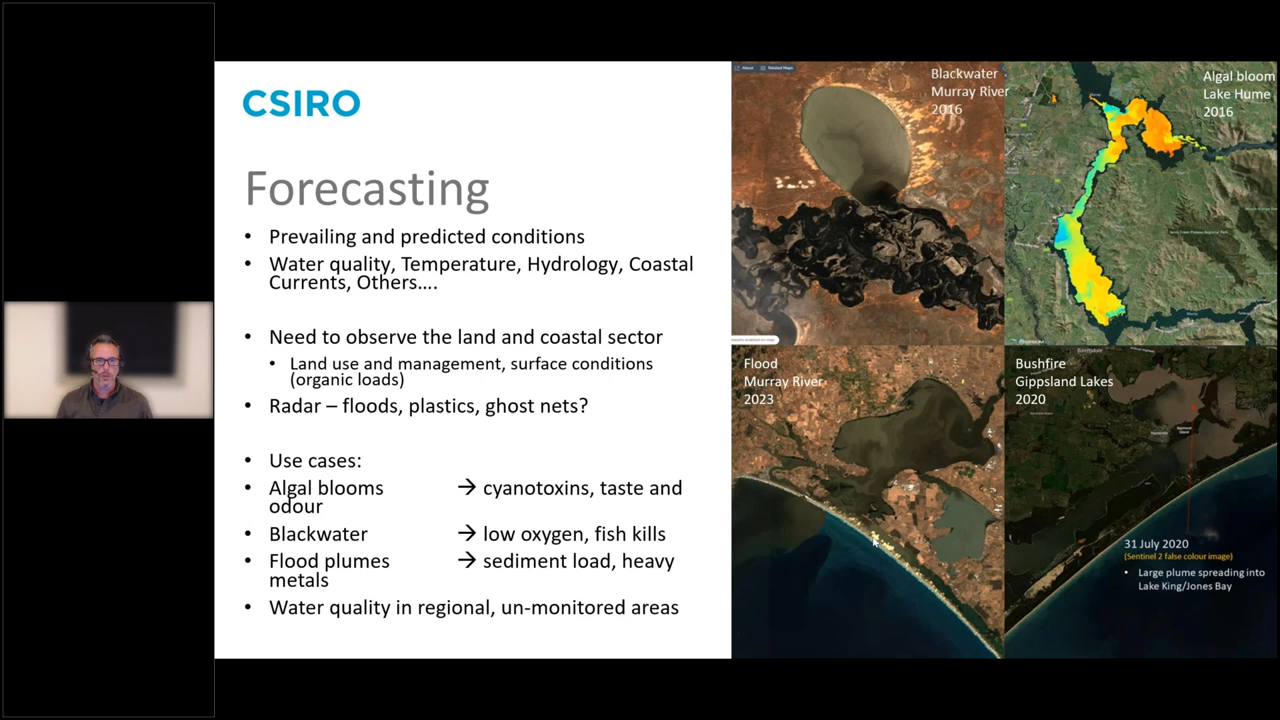 CSIRO
Forecasting
• Prevailing and predicted conditions
• Water quality, Temperature, Hydrology, Coastal
Currents, Others....
• Need to observe the land and coastal sector
• Land use and management, surface conditions
(organic loads)
• Radar – floods, plastics, ghost nets?
• Use cases:
• Algal blooms → cyanotoxins, taste and
odour
• Blackwater → low oxygen, fish kills
• Flood plumes → sediment load, heavy
metals
• Water quality in regional, un-monitored areas
Blackwater
Murray River
2016
Algal bloom
Lake Hume
2016
Flood
Murray River
2023
Bushfire
Gippsland Lakes
2020
31 July 2020
(Sentinel 2 false colour image)
• Large plume spreading into
Lake King/Jones Bay